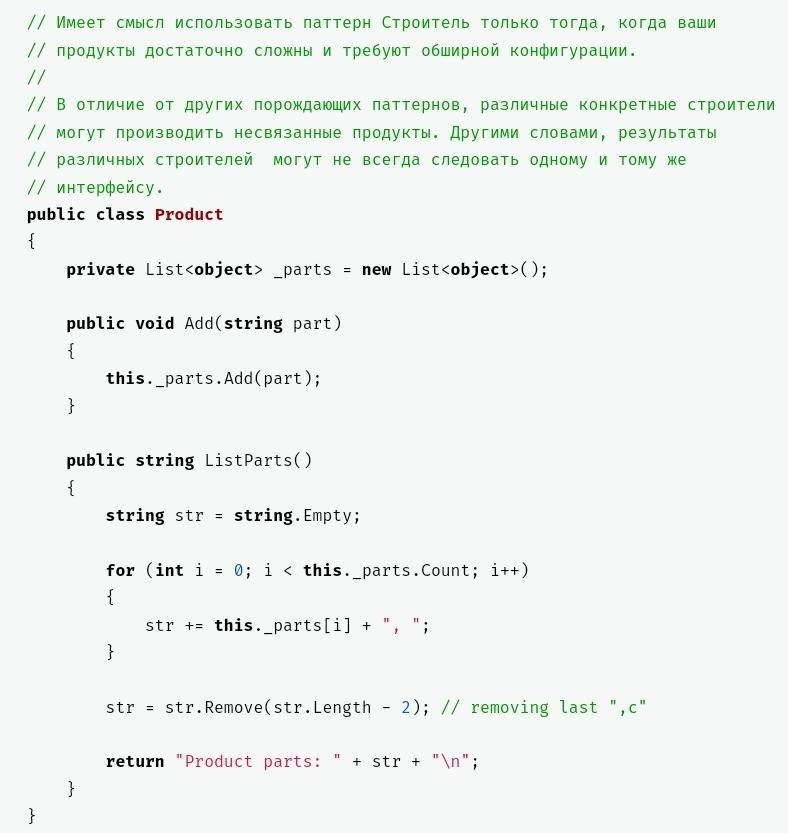 // Имеет смысл использовать паттерн Строитель только тогда, когда ваши
// продукты достаточно сложны и требуют обширной конфигурации.
//
// В отличие от других порождающих паттернов, различные конкретные строители
// могут производить несвязанные продукты. Другими словами, результаты
// различных строителей  могут не всегда следовать одному и тому же
// интерфейсу.
public class Product
{
    private List<object> _parts = new List<object>();

    public void Add(string part)
    {
        this._parts.Add(part);
    }

    public string ListParts()
    {
        string str = string.Empty;

        for (int i = 0; i < this._parts.Count; i++)
        {
            str += this._parts[i] + ", ";
        }

        str = str.Remove(str.Length - 2); // removing last ",c"

        return "Product parts: " + str + "\n";
    }
}